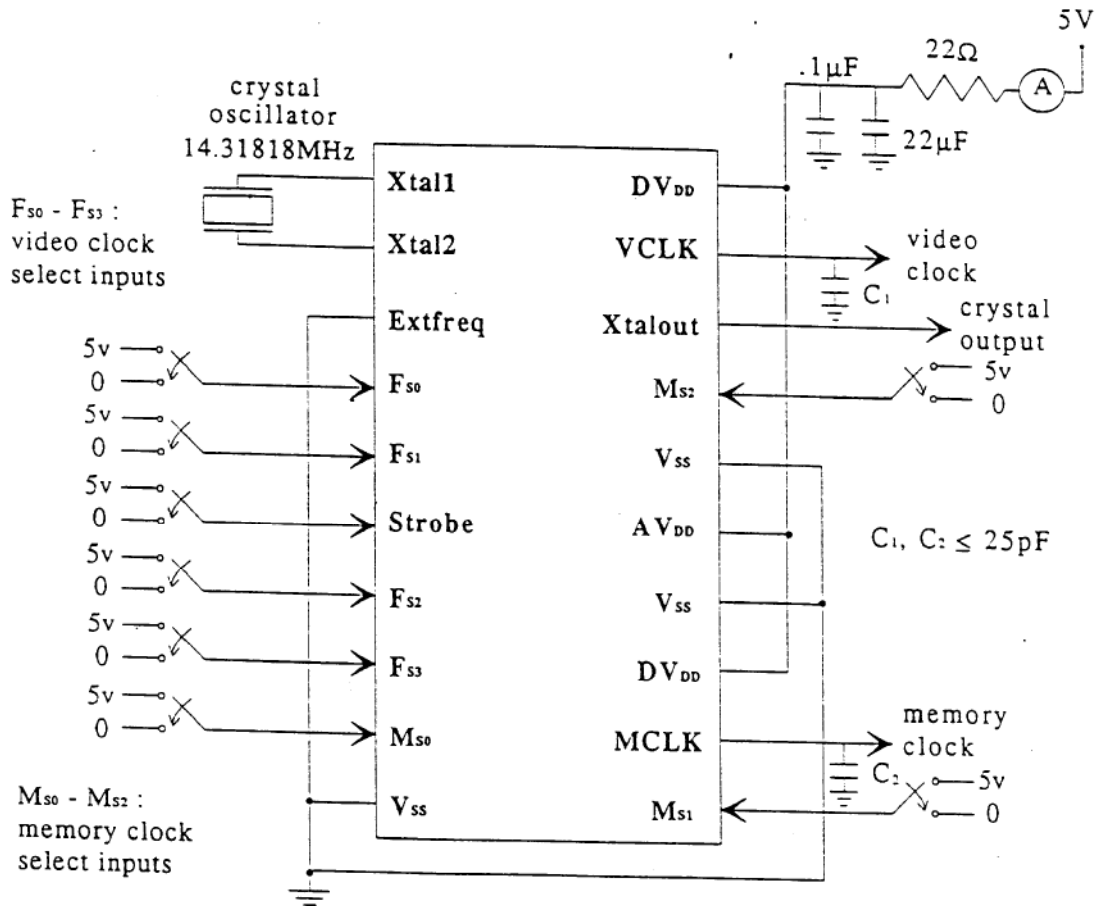 5V
22Ω
.1μF
A
22μF
crystal
oscillator
14.31818MHz
Fs0 - Fs3 :
video clock
select inputs
Xtal1
Xtal2
Extfreq
Fs0
Fs1
Strobe
Fs2
Fs3
Ms0
Vss
5v
0
5v
0
5v
0
5v
0
5v
0
5v
0
Ms0 - Ms2 :
memory clock
select inputs
DVDD
VCLK
Xtalout
Ms2
Vss
AVDD
Vss
DVDD
MCLK
Ms1
video
clock
C1
crystal
output
5v
0
C1, C2 ≤ 25pF
memory
clock
C2
5v
0